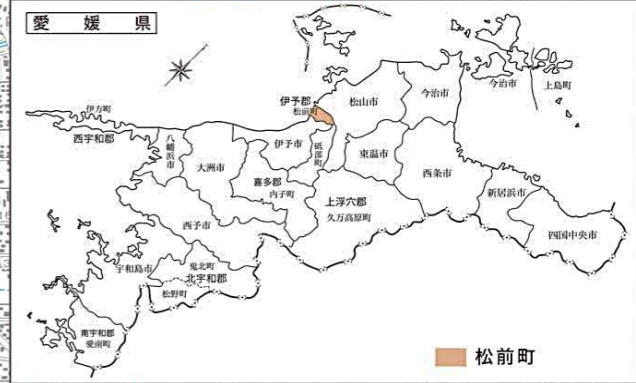 愛媛県
伊予郡
松前町
松山市
今治市
今治市
上島町
伊方町
西宇和郡
八幡浜市
大洲市
伊予市
砥部町
東温市
西条市
喜多郡
内子町
上浮穴郡
久万高原町
新居浜市
四国中央市
西予市
宇和島市
鬼北町
北宇和郡
松野町
南宇和郡
愛南町
松前町